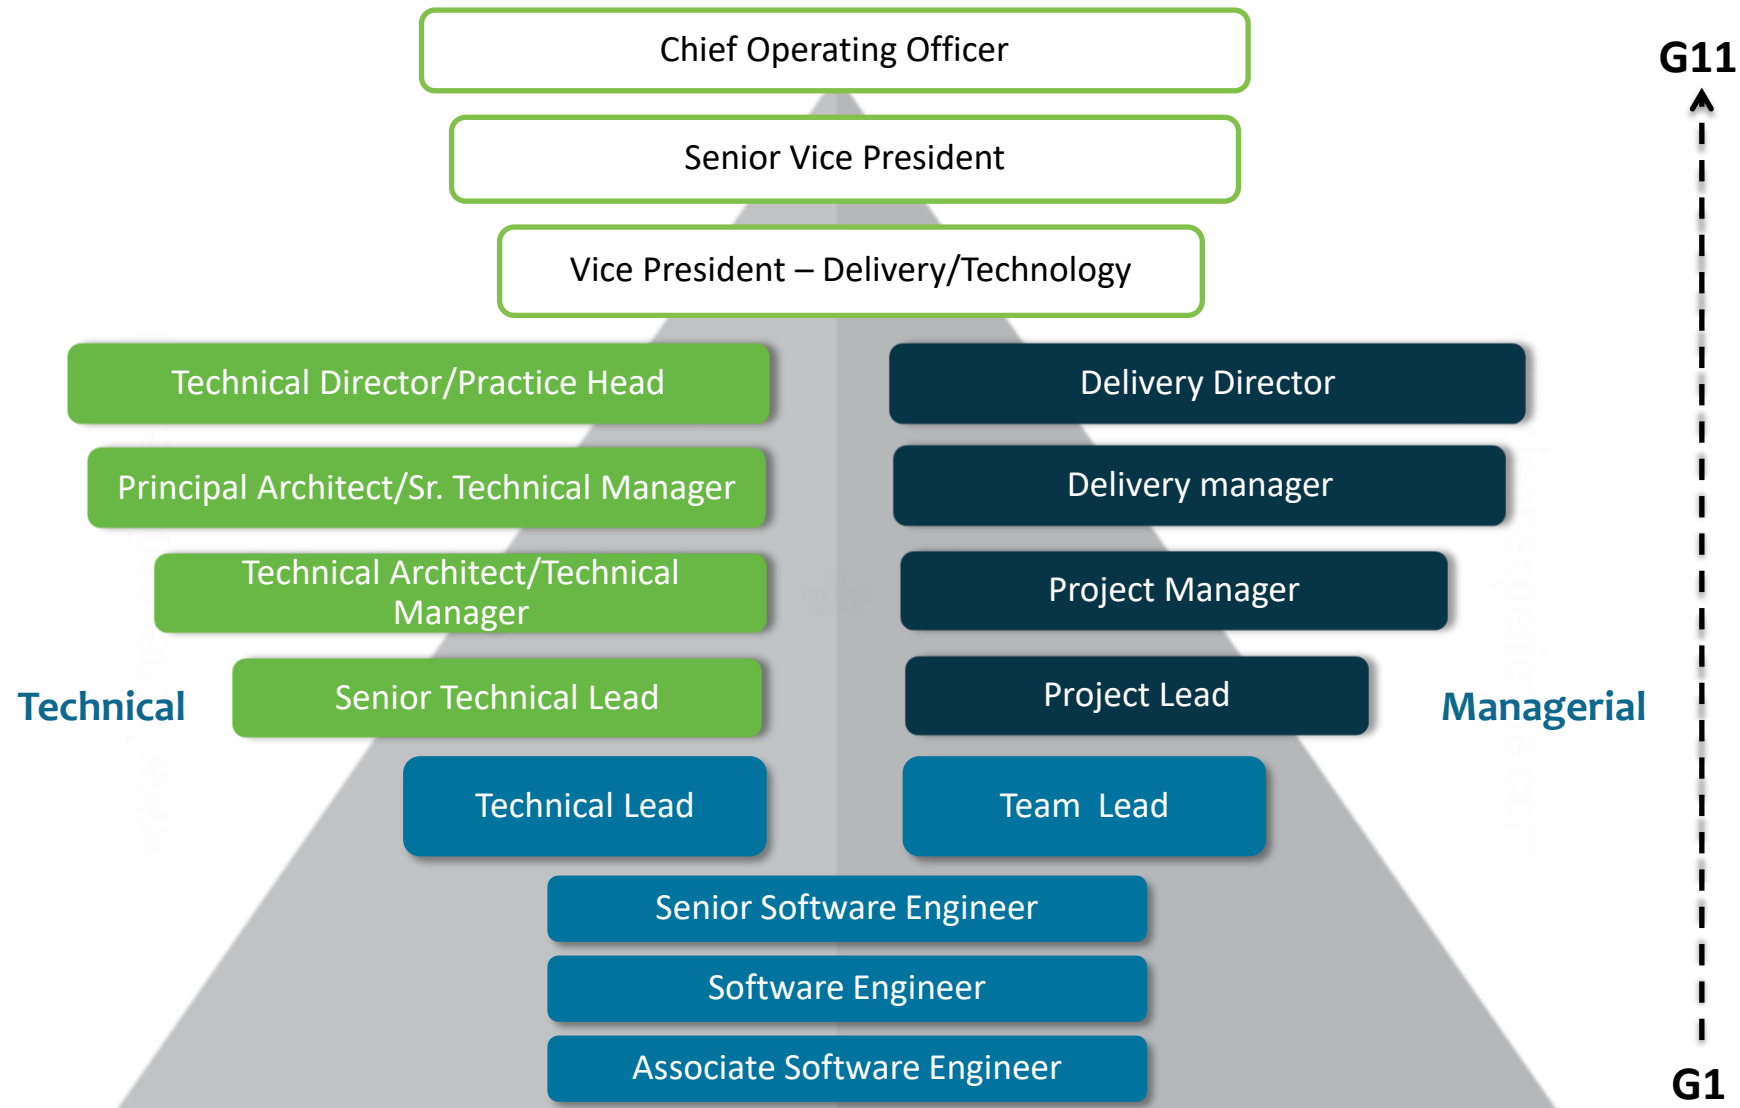 Chief Operating Officer
G11
Senior Vice President
Vice President – Delivery/Technology
Technical Director/Practice Head
Delivery Director
Principal Architect/Sr. Technical Manager
Delivery manager
Technical Architect/Technical
Manager
Project Manager
Technical
Senior Technical Lead
Project Lead
Managerial
Technical Lead
Team Lead
Senior Software Engineer
Software Engineer
Associate Software Engineer
G1